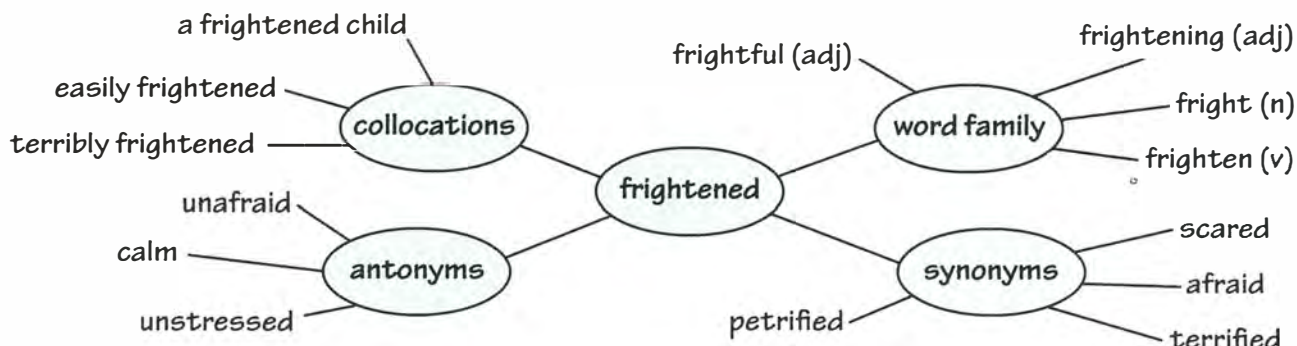 a frightened child
easily frightened
terribly frightened
collocations
frightful (adj)
frightening (adj)
fright (n)
frighten (v)
word family
frightened
unafraid
calm
unstressed
antonyms
synonyms
scared
afraid
terrified
petrified